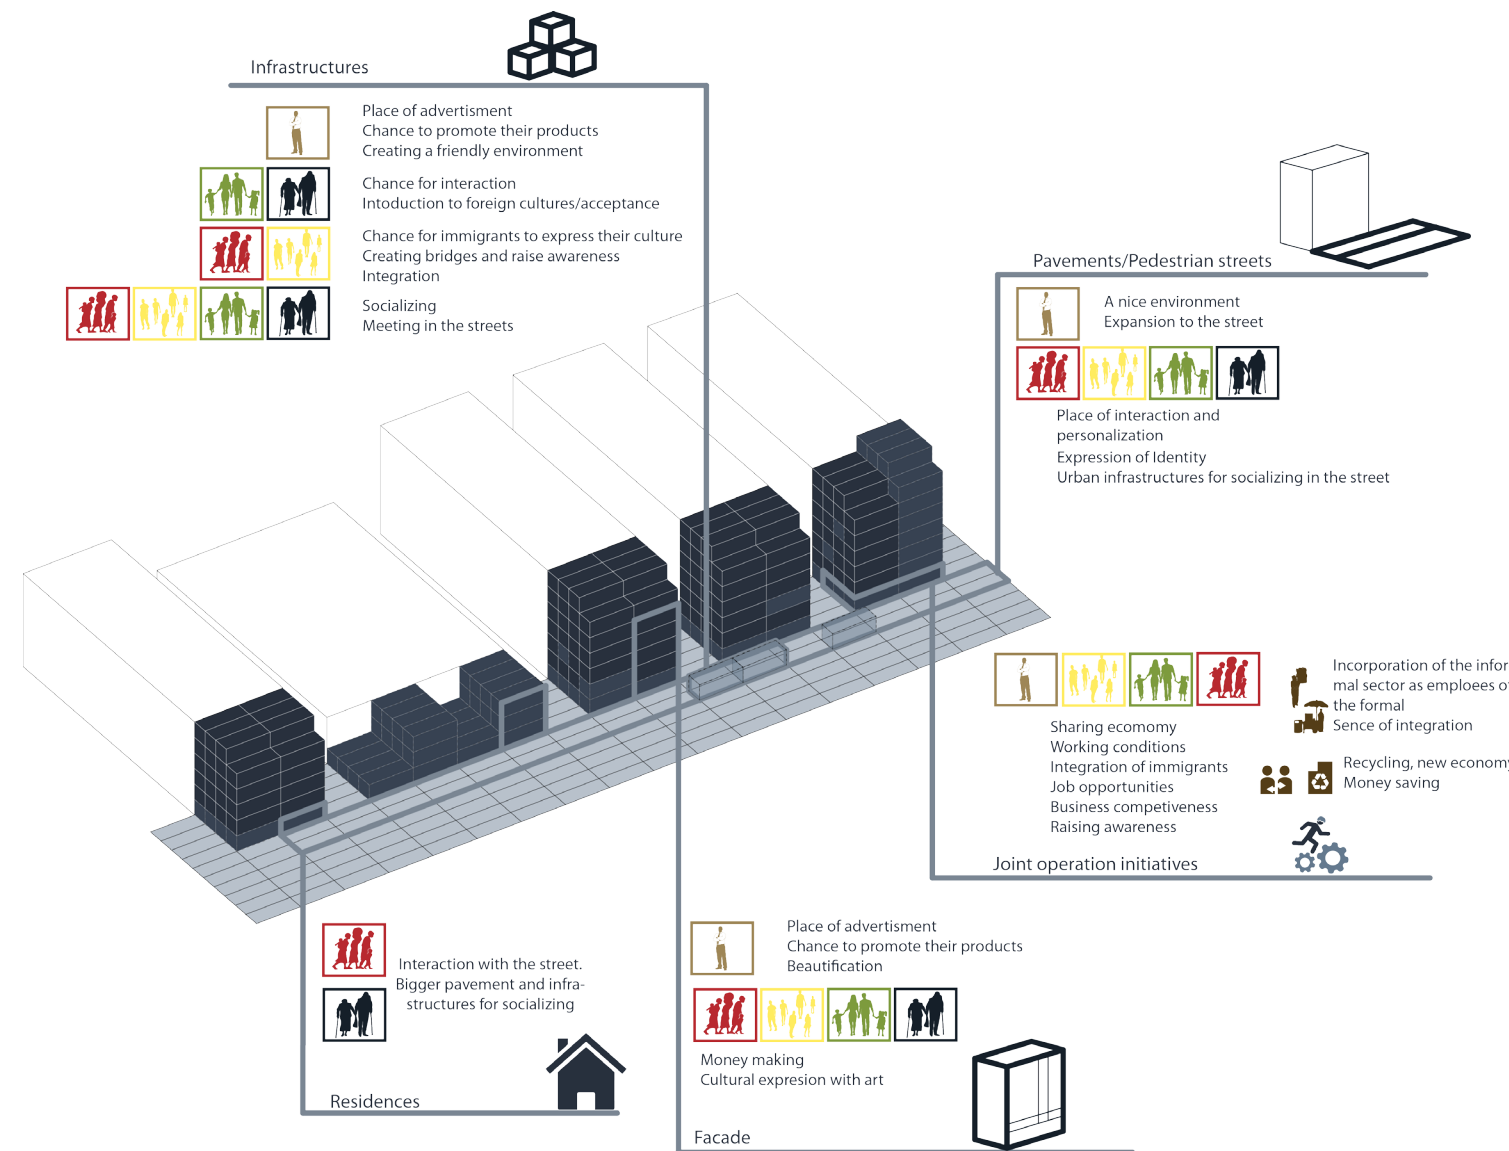 Infrastructures
Place of advertisment
Chance to promote their products
Creating a friendly environment
Chance for interaction
Intoduction to foreign cultures/acceptance
Chance for immigrants to express their culture
Creating bridges and raise awareness
Integration
Socializing
Meeting in the streets
Pavements/Pedestrian streets
A nice environment
Expansion to the street
Place of interaction and
personalization
Expression of Identity
Urban infrastructures for socializing in the street
Sharing economy
Working conditions
Integration of immigrants
Job opportunities
Business competiveness
Raising awareness
Incorporation of the infor
mal sector as emploees of
the formal
Sence of integration
Recycling, new economy
Money saving
Joint operation initiatives
Interaction with the street.
Bigger pavement and infra-
structures for socializing
Residences
Place of advertisment
Chance to promote their products
Beautification
Money making
Cultural expresion with art
Facade